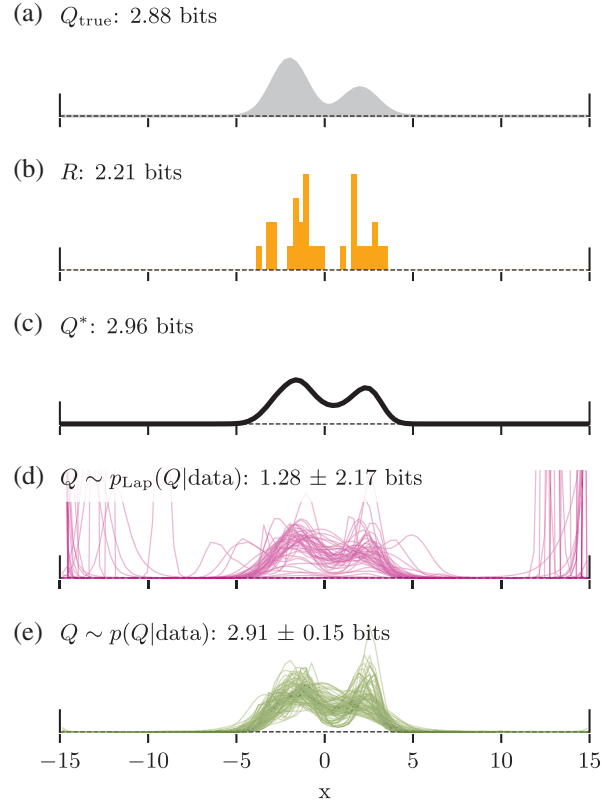 (a) Q_true: 2.88 bits
(b) R: 2.21 bits
(c) Q*: 2.96 bits
(d) Q ∼ p_Lap(Q|data): 1.28 ± 2.17 bits
(e) Q ∼ p(Q|data): 2.91 ± 0.15 bits
−15 −10 −5 0 5 10 15
x